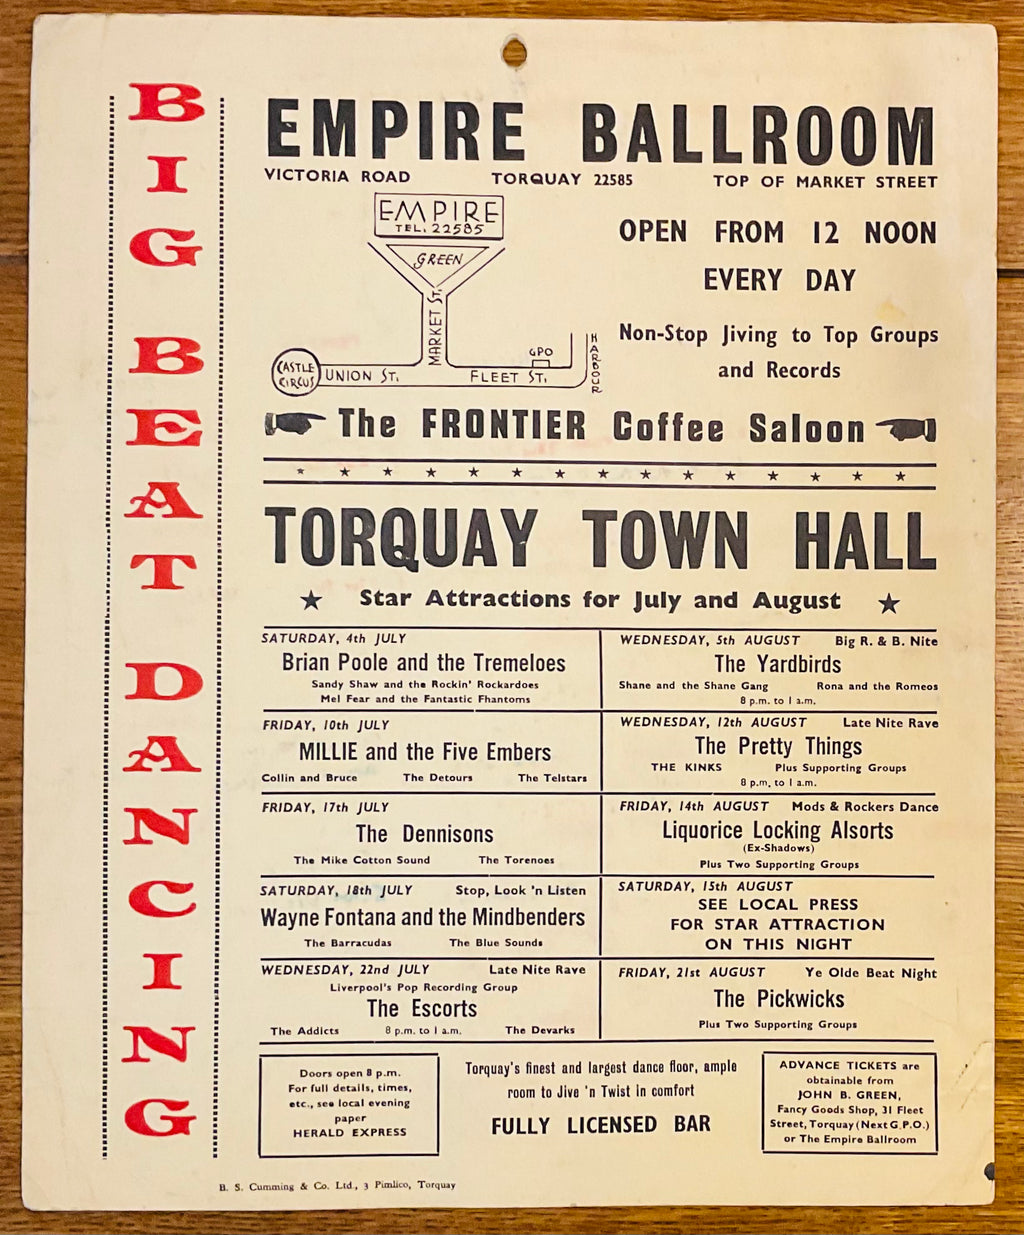 BIG BEAT DANCING
EMPIRE BALLROOM
VICTORIA ROAD TORQUAY 22585 TOP OF MARKET STREET
EMPIRE
TEL. 22585
GREEN
MARKET ST.
CASTLE
CIRCUS
UNION ST.
FLEET ST.
GPO
HARBOUR
OPEN FROM 12 NOON
EVERY DAY
Non-Stop Jiving to Top Groups
and Records
The FRONTIER Coffee Saloon
TORQUAY TOWN HALL
Star Attractions for July and August
SATURDAY, 4th JULY
Brian Poole and the Tremeloes
Sandy Shaw and the Rockin' Rockardoes
Mel Fear and the Fantastic Fhantoms
FRIDAY, 10th JULY
MILLIE and the Five Embers
Collin and Bruce The Detours The Telstars
FRIDAY, 17th JULY
The Dennisons
The Mike Cotton Sound The Torenoes
SATURDAY, 18th JULY Stop, Look 'n Listen
Wayne Fontana and the Mindbenders
The Barracudas The Blue Sounds
WEDNESDAY, 22nd JULY Late Nite Rave
Liverpool's Pop Recording Group
The Escorts
The Addicts 8 p.m. to 1 a.m. The Devarks
WEDNESDAY, 5th AUGUST Big R. & B. Nite
The Yardbirds
Shane and the Shane Gang Rona and the Romeos
8 p.m. to 1 a.m.
WEDNESDAY, 12th AUGUST Late Nite Rave
The Pretty Things
THE KINKS Plus Supporting Groups
8 p.m. to 1 a.m.
FRIDAY, 14th AUGUST Mods & Rockers Dance
Liquorice Locking Alsorts
(Ex-Shadows)
Plus Two Supporting Groups
SATURDAY, 15th AUGUST
SEE LOCAL PRESS
FOR STAR ATTRACTION
ON THIS NIGHT
FRIDAY, 21st AUGUST Ye Olde Beat Night
The Pickwicks
Plus Two Supporting Groups
Doors open 8 p.m.
For full details, times,
etc., see local evening
paper
HERALD EXPRESS
Torquay's finest and largest dance floor, ample
room to Jive 'n Twist in comfort
FULLY LICENSED BAR
ADVANCE TICKETS are
obtainable from
JOHN B. GREEN,
Fancy Goods Shop, 31 Fleet
Street, Torquay (Next G.P.O.)
or The Empire Ballroom
B. S. Cumming & Co. Ltd., 3 Pimlico, Torquay